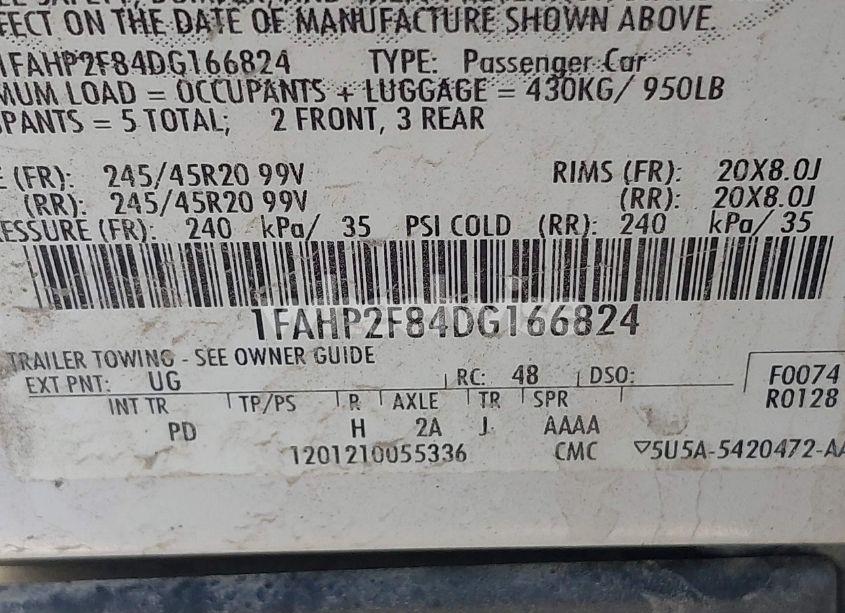 FECT ON THE DATE OF MANUFACTURE SHOWN ABOVE.
1FAHP2F84DG166824 TYPE: Passenger Car
MUM LOAD = OCCUPANTS + LUGGAGE = 430KG/ 950LB
PANTS = 5 TOTAL; 2 FRONT, 3 REAR
E (FR): 245/45R20 99V RIMS (FR): 20X8.0J
(RR): 245/45R20 99V (RR): 20X8.0J
ESSURE (FR): 240 kPa/ 35 PSI COLD (RR): 240 kPa/ 35
1FAHP2F84DG166824
TRAILER TOWING - SEE OWNER GUIDE
EXT PNT: UG RC: 48 DSO: F0074
INT TR TP/PS R AXLE TR SPR R0128
PD H 2A J AAAA
1201210055336 CMC ▽5U5A-5420472-AA